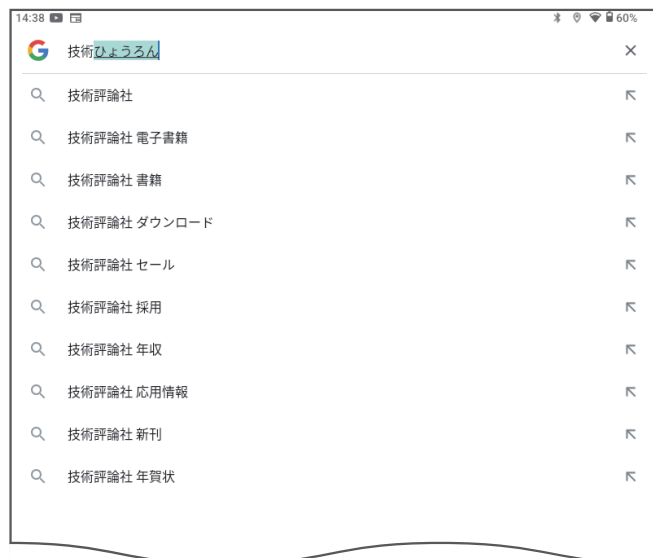 14:38 60%
技術ひょうろん
技術評論社
技術評論社 電子書籍
技術評論社 書籍
技術評論社 ダウンロード
技術評論社 セール
技術評論社 採用
技術評論社 年収
技術評論社 応用情報
技術評論社 新刊
技術評論社 年賀状